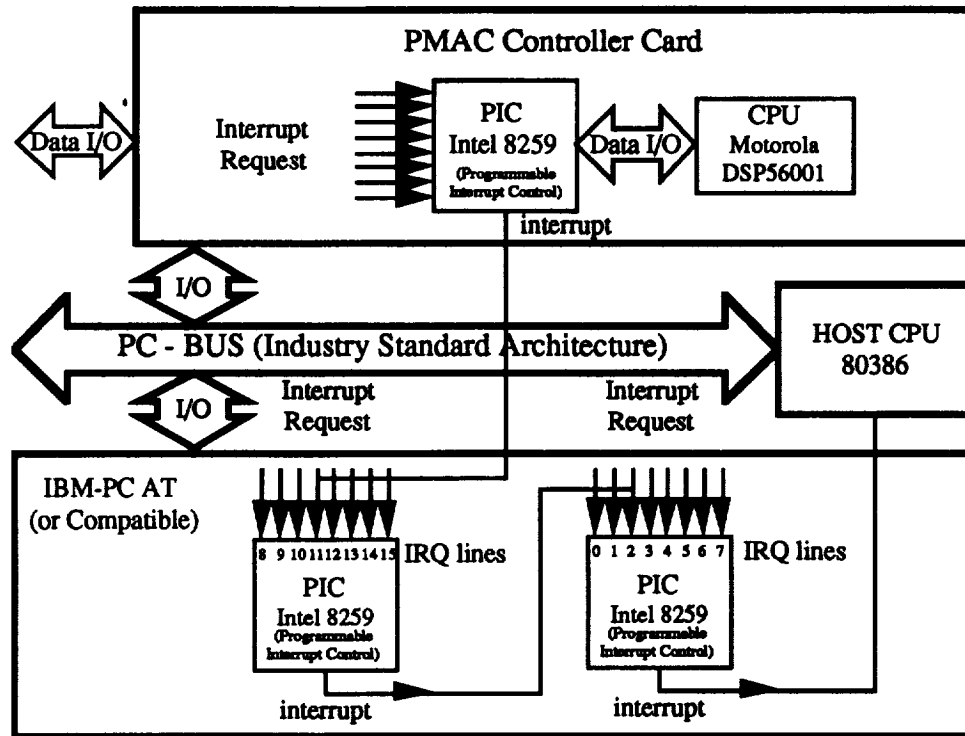 PMAC Controller Card
Data I/O
Interrupt
Request
PIC
Intel 8259
(Programmable
Interrupt Control)
Data I/O
CPU
Motorola
DSP56001
interrupt
I/O
PC - BUS (Industry Standard Architecture)
HOST CPU
80386
I/O
Interrupt
Request
Interrupt
Request
IBM-PC AT
(or Compatible)
8 9 10 11 12 13 14 15
IRQ lines
PIC
Intel 8259
(Programmable
Interrupt Control)
interrupt
0 1 2 3 4 5 6 7
IRQ lines
PIC
Intel 8259
(Programmable
Interrupt Control)
interrupt